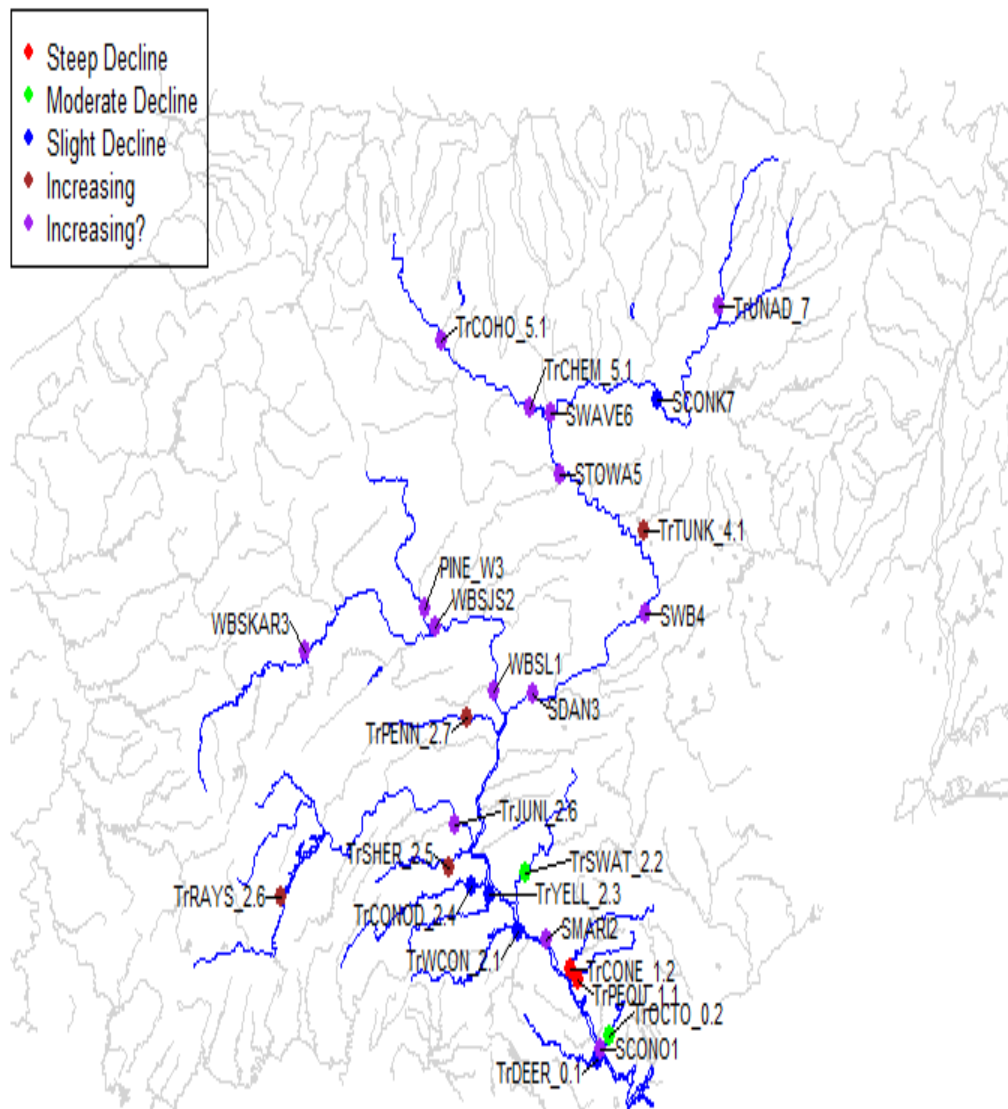 Steep Decline
Moderate Decline
Slight Decline
Increasing
Increasing?
TrUNAD_7
TrCOHO_5.1
TrCHEM_5.1
SCONK7
SWAVE6
STOWA5
TrTUNK_4.1
PINE_W3
WBSJS2
SWB4
WBSKAR3
WBSL1
SDAN3
TrPENN_2.7
TrJUNI_2.6
TrSHER_2.5
TrSWAT_2.2
TrRAYS_2.6
TrYELL_2.3
TrCONOD_2.4
SMARI2
TrWCON_2.1
TrCONE_1.2
TrPEQU_1.1
TrOCTO_0.2
SCONO1
TrDEER_0.1